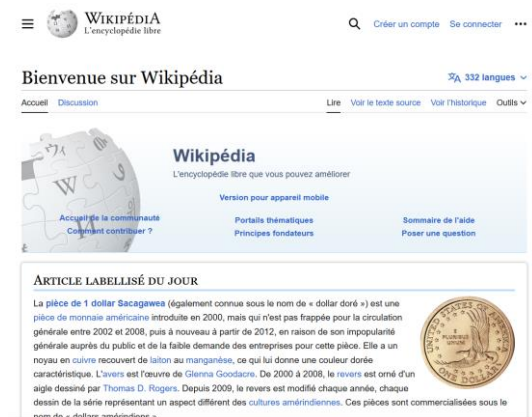 WIKIPÉDIA
L'encyclopédie libre
Créer un compte Se connecter
Bienvenue sur Wikipédia
332 langues
Accueil Discussion
Lire Voir le texte source Voir l'historique Outils
Wikipédia
L'encyclopédie libre que vous pouvez améliorer
Version pour appareil mobile
Accueil de la communauté Portails thématiques Sommaire de l'aide
Comment contribuer ? Principes fondateurs Poser une question
ARTICLE LABELLISÉ DU JOUR
La pièce de 1 dollar Sacagawea (également connue sous le nom de « dollar doré ») est une
pièce de monnaie américaine introduite en 2000, mais qui n'est pas frappée pour la circulation
générale entre 2002 et 2008, puis à nouveau à partir de 2012, en raison de son impopularité
générale auprès du public et de la faible demande des entreprises pour cette pièce. Elle a un
noyau en cuivre recouvert de laiton au manganèse, ce qui lui donne une couleur dorée
caractéristique. L'avers est l'œuvre de Glenna Goodacre. De 2000 à 2008, le revers est orné d'un
aigle dessiné par Thomas D. Rogers. Depuis 2009, le revers est modifié chaque année, chaque
dessin de la série représentant un aspect différent des cultures amérindiennes. Ces pièces sont commercialisées sous le
nom de « dollars amérindiens ».
UNITED STATES OF AMERICA
E
PLURIBUS
UNUM
ONE DOLLAR